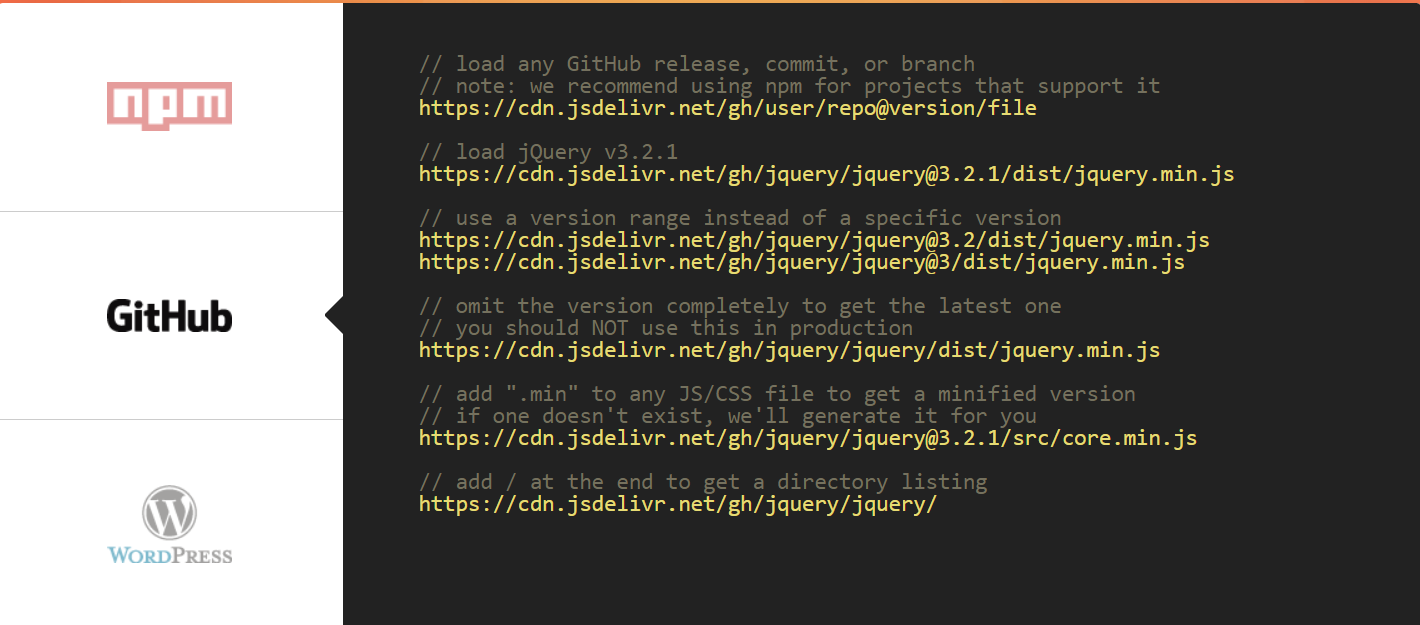 npm
GitHub
WORDPRESS
// load any GitHub release, commit, or branch
// note: we recommend using npm for projects that support it
https://cdn.jsdelivr.net/gh/user/repo@version/file
// load jQuery v3.2.1
https://cdn.jsdelivr.net/gh/jquery/jquery@3.2.1/dist/jquery.min.js
// use a version range instead of a specific version
https://cdn.jsdelivr.net/gh/jquery/jquery@3.2/dist/jquery.min.js
https://cdn.jsdelivr.net/gh/jquery/jquery@3/dist/jquery.min.js
// omit the version completely to get the latest one
// you should NOT use this in production
https://cdn.jsdelivr.net/gh/jquery/jquery/dist/jquery.min.js
// add ".min" to any JS/CSS file to get a minified version
// if one doesn't exist, we'll generate it for you
https://cdn.jsdelivr.net/gh/jquery/jquery@3.2.1/src/core.min.js
// add / at the end to get a directory listing
https://cdn.jsdelivr.net/gh/jquery/jquery/